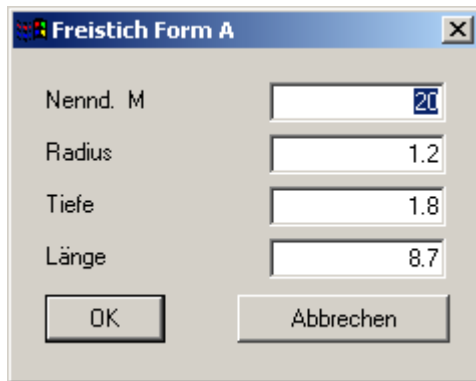 Freistich Form A
Nennd. M 20
Radius 1.2
Tiefe 1.8
Länge 8.7
OK Abbrechen